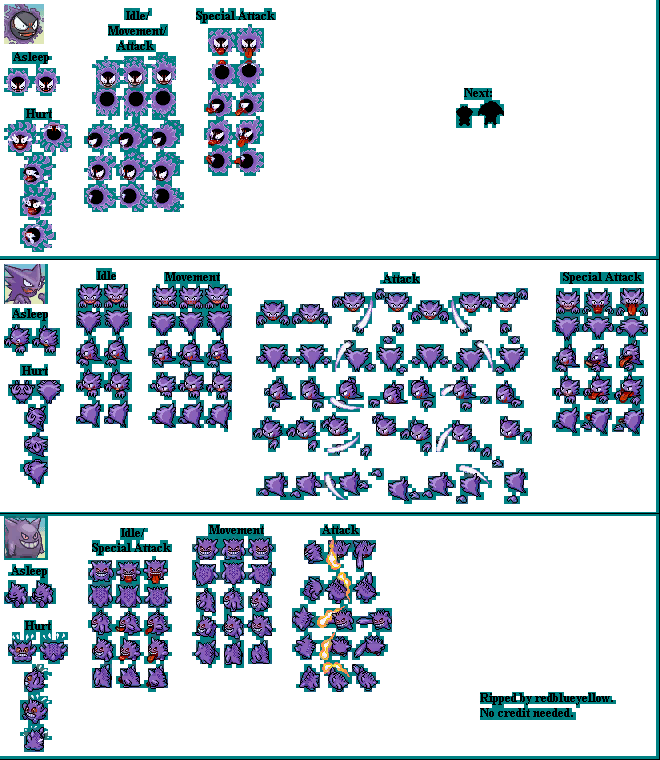 Idle/
Movement/
Attack
Special Attack
Asleep
Hurt
Next:
Idle
Movement
Attack
Special Attack
Asleep
Hurt
Idle/
Special Attack
Movement
Attack
Asleep
Hurt
Ripped by redblueyellow.
No credit needed.